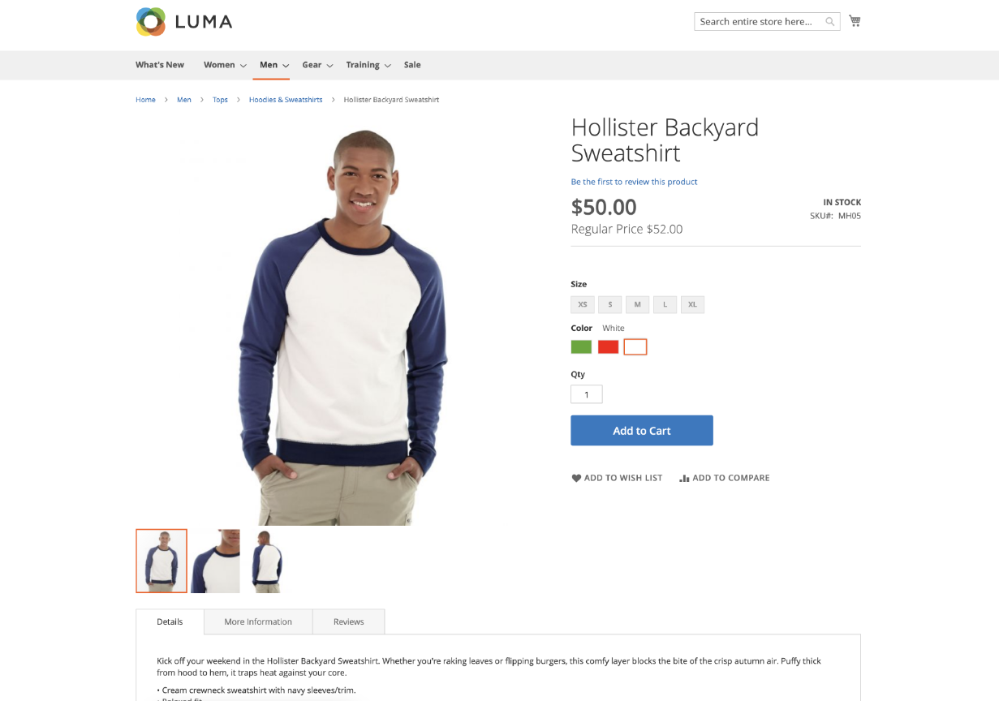 LUMA
Search entire store here...
What's New Women Men Gear Training Sale
Home > Men > Tops > Hoodies & Sweatshirts > Hollister Backyard Sweatshirt
Hollister Backyard
Sweatshirt
Be the first to review this product
$50.00
IN STOCK
Regular Price $52.00
SKU#: MH05
Size
XS S M L XL
Color White
Qty
1
Add to Cart
ADD TO WISH LIST ADD TO COMPARE
Details More Information Reviews
Kick off your weekend in the Hollister Backyard Sweatshirt. Whether you're raking leaves or flipping burgers, this comfy layer blocks the bite of the crisp autumn air. Puffy thick
from hood to hem, it traps heat against your core.
• Cream crewneck sweatshirt with navy sleeves/trim.